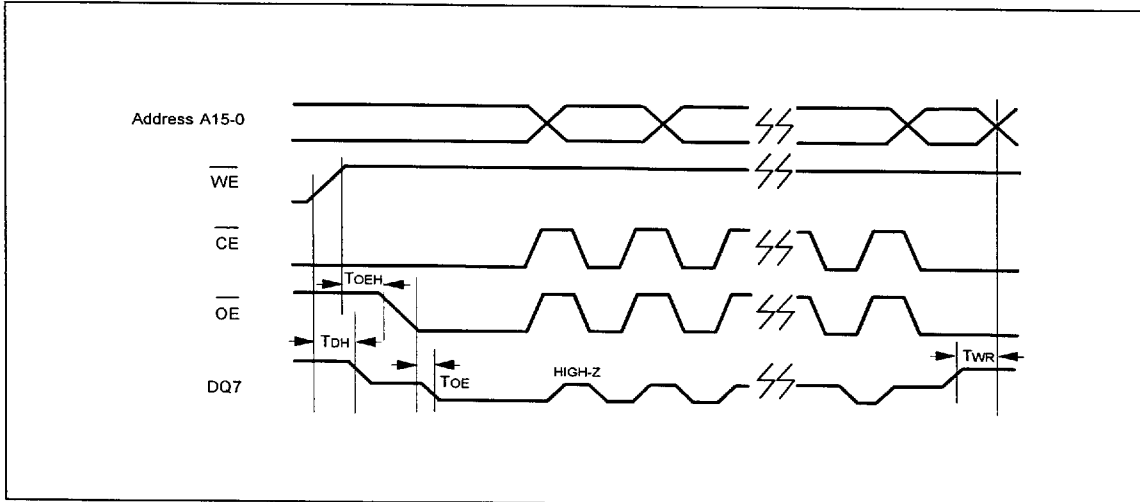 Address A15-0
WE
CE
TOEH
OE
TDH
TWR
TOE
HIGH-Z
DQ7